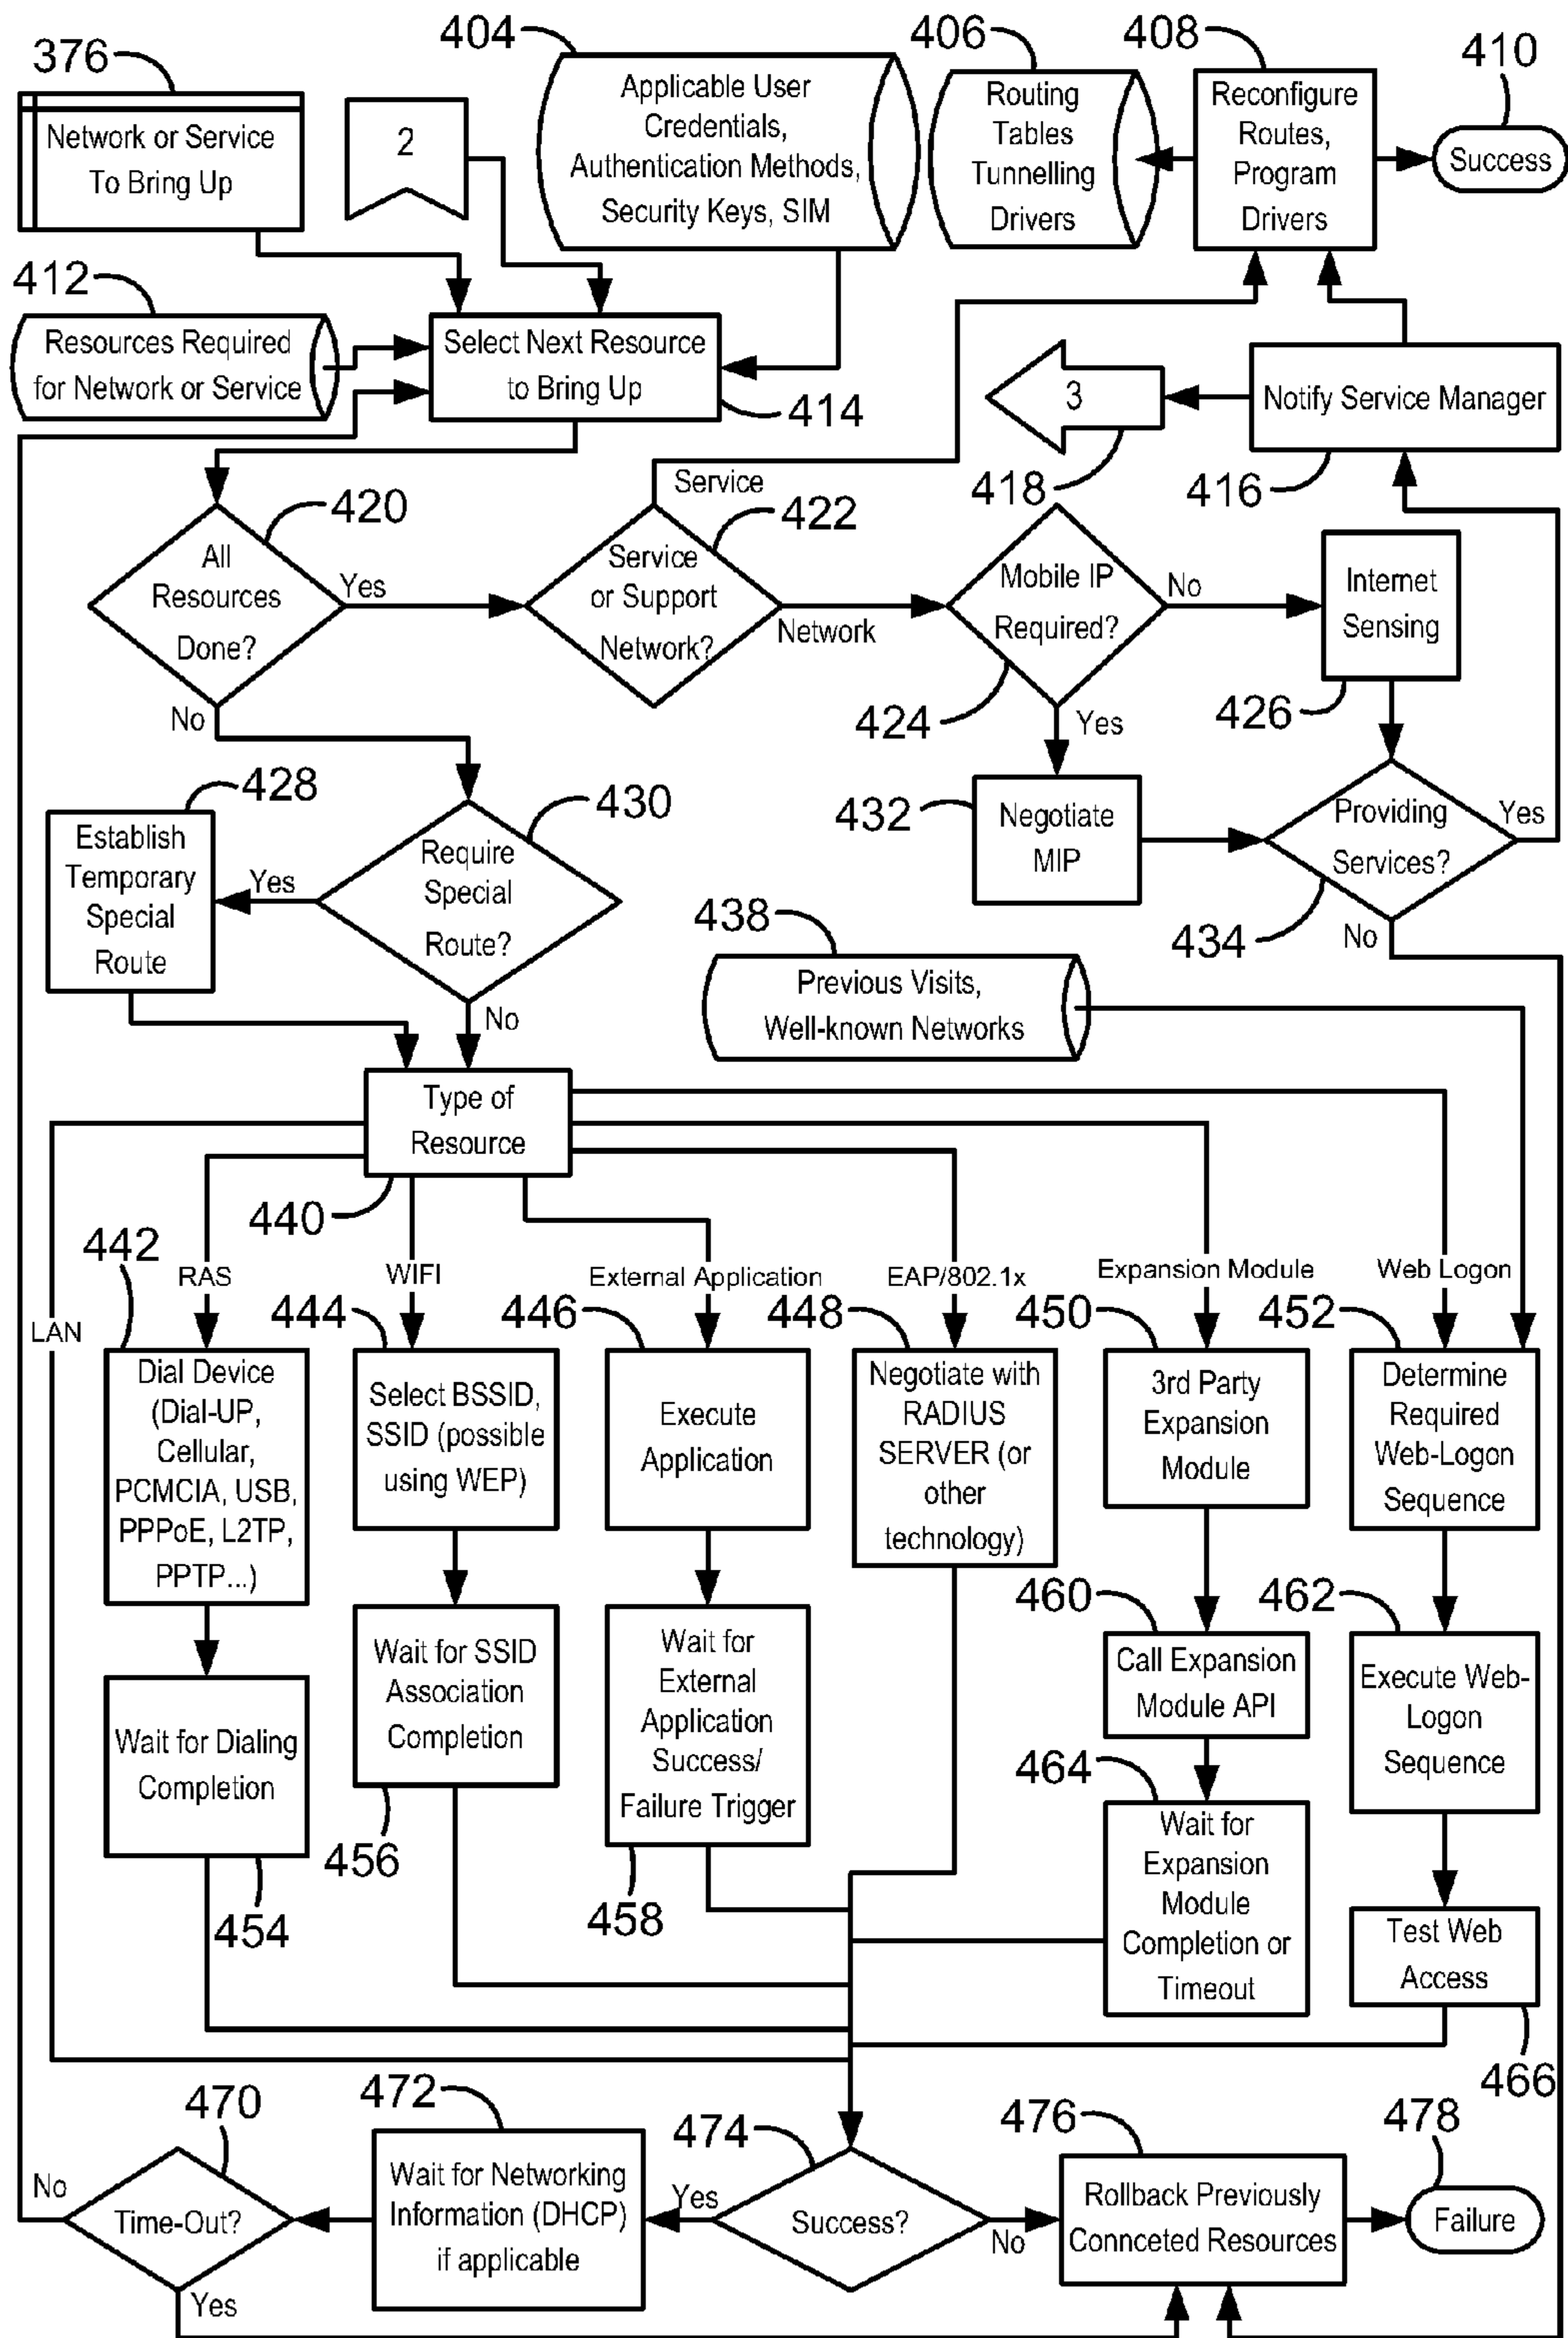 376
Network or Service
To Bring Up
2
404
Applicable User
Credentials,
Authentication Methods,
Security Keys, SIM
406
Routing
Tables
Tunnelling
Drivers
408
Reconfigure
Routes,
Program
Drivers
410
Success
412
Resources Required
for Network or Service
Select Next Resource
to Bring Up
414
3
418
Notify Service Manager
416
420
All
Resources
Done?
Yes
No
Service
422
Service
or Support
Network?
Network
Mobile IP
Required?
424
No
Yes
Internet
Sensing
426
428
Establish
Temporary
Special
Route
Yes
430
Require
Special
Route?
No
432
Negotiate
MIP
Providing
Services?
Yes
434
No
438
Previous Visits,
Well-known Networks
Type of
Resource
440
LAN
RAS
WIFI
External Application
EAP/802.1x
Expansion Module
Web Logon
442
Dial Device
(Dial-UP,
Cellular,
PCMCIA, USB,
PPPoE, L2TP,
PPTP...)
444
Select BSSID,
SSID (possible
using WEP)
446
Execute
Application
448
Negotiate with
RADIUS
SERVER (or
other
technology)
450
3rd Party
Expansion
Module
452
Determine
Required
Web-Logon
Sequence
Wait for Dialing
Completion
454
Wait for SSID
Association
Completion
456
Wait for
External
Application
Success/
Failure Trigger
458
460
Call Expansion
Module API
462
Execute Web-
Logon
Sequence
464
Wait for
Expansion
Module
Completion or
Timeout
Test Web
Access
466
470
Time-Out?
No
Yes
472
Wait for Networking
Information (DHCP)
if applicable
474
Success?
Yes
No
476
Rollback Previously
Connceted Resources
478
Failure